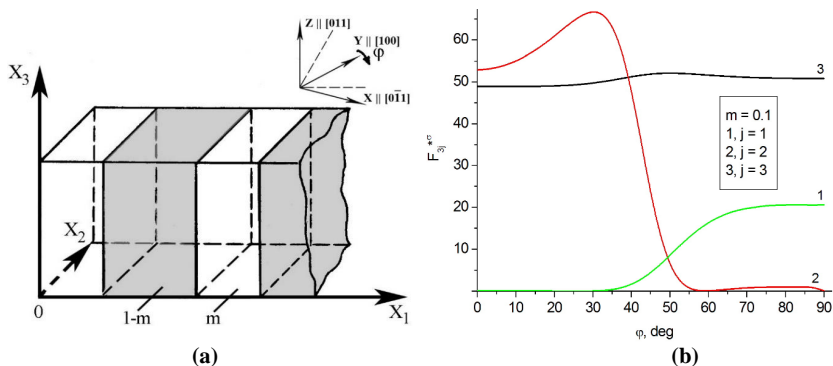 Z || [011]
Y || [100]
φ
X || [01̄1]
X3
X2
0
1-m
m
X1
(a)
F3j*σ
60
50
40
30
20
10
0
0 10 20 30 40 50 60 70 80 90
φ, deg
3
m = 0.1
1, j = 1
2, j = 2
3, j = 3
1
2
(b)